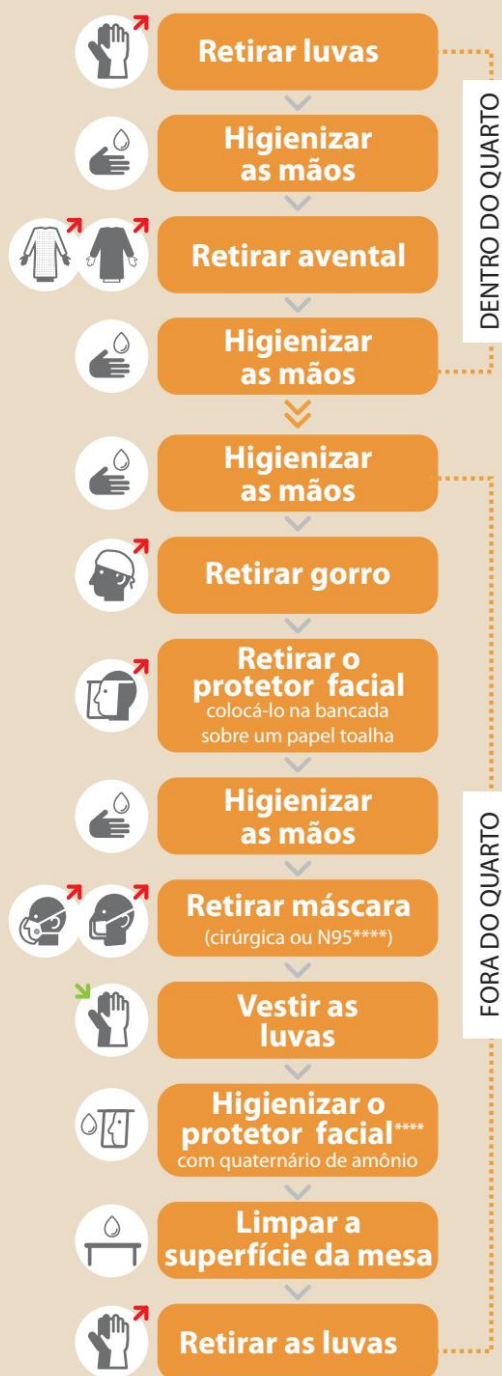 Retirar luvas
Higienizar
as mãos
Retirar avental
Higienizar
as mãos
DENTRO DO QUARTO
Higienizar
as mãos
Retirar gorro
Retirar o
protetor facial
colocá-lo na bancada
sobre um papel toalha
Higienizar
as mãos
Retirar máscara
(cirúrgica ou N95****)
Vestir as
luvas
Higienizar o
protetor facial****
com quaternário de amônio
Limpar a
superfície da mesa
Retirar as luvas
FORA DO QUARTO